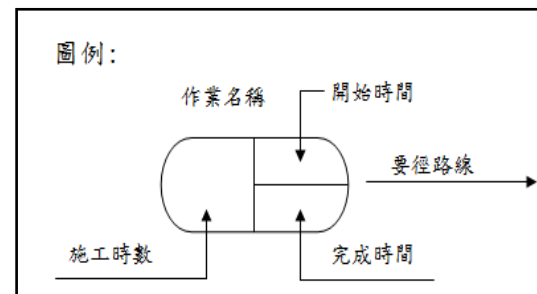 圖例:
作業名稱
開始時間
要徑路線
施工時數
完成時間